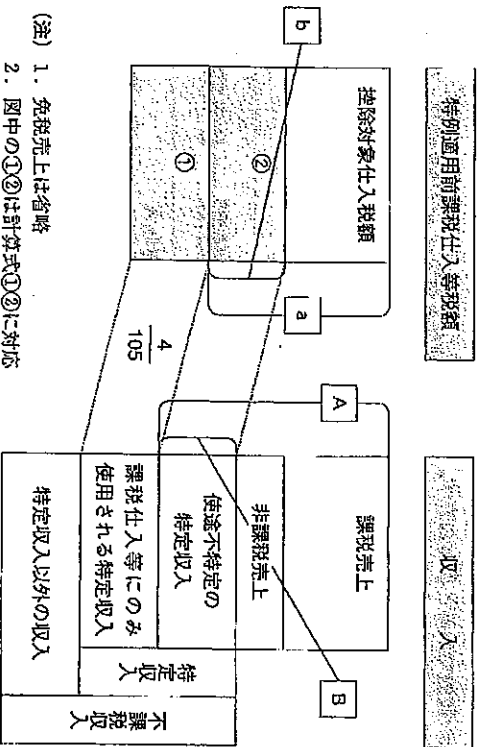 特例適用前課税仕入等税額
収入
控除対象仕入税額
②
①
b
a
4
105
A
B
課税売上
非課税売上
使途不特定の
特定収入
課税仕入等にのみ
使用される特定収入
特定収入以外の収入
特定収入
不課税収入
(注) 1. 免税売上は省略
2. 図中の①②は計算式①②に対応